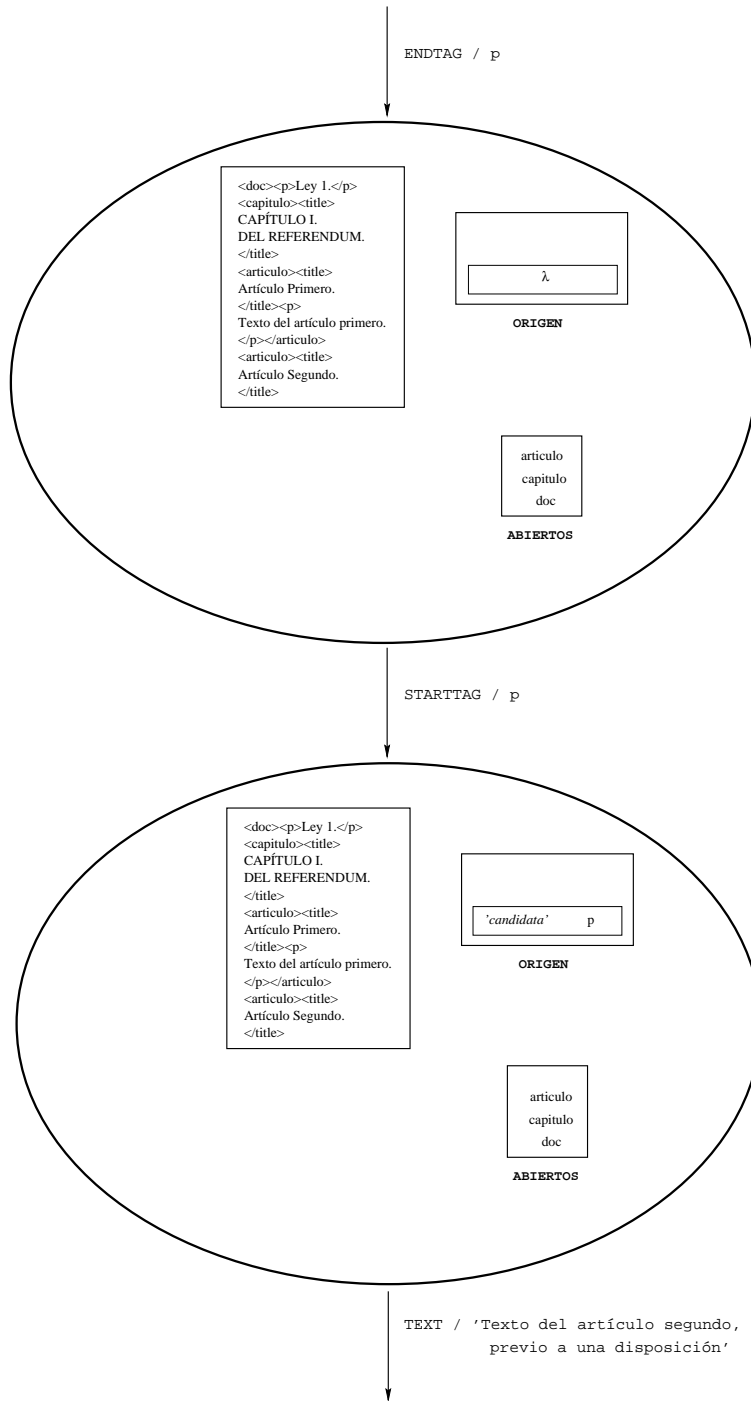 ENDTAG / p
<doc><p>Ley 1.</p>
<capitulo><title>
CAPÍTULO I.
DEL REFERENDUM.
</title>
<articulo><title>
Artículo Primero.
</title><p>
Texto del artículo primero.
</p></articulo>
<articulo><title>
Artículo Segundo.
</title>
λ
ORIGEN
articulo
capitulo
doc
ABIERTOS
STARTTAG / p
<doc><p>Ley 1.</p>
<capitulo><title>
CAPÍTULO I.
DEL REFERENDUM.
</title>
<articulo><title>
Artículo Primero.
</title><p>
Texto del artículo primero.
</p></articulo>
<articulo><title>
Artículo Segundo.
</title>
’candidata’ p
ORIGEN
articulo
capitulo
doc
ABIERTOS
TEXT / ’Texto del artículo segundo,
previo a una disposición’